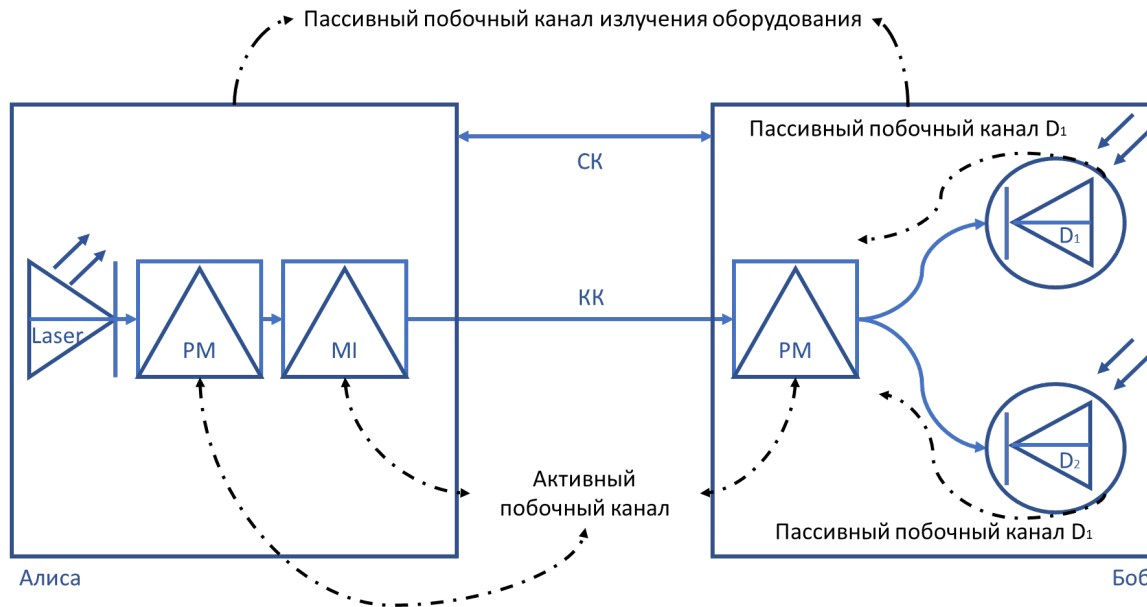 Пассивный побочный канал излучения оборудования
Пассивный побочный канал D1
СК
D1
КК
Laser
PM
MI
PM
D2
Активный
побочный канал
Пассивный побочный канал D1
Алиса
Боб